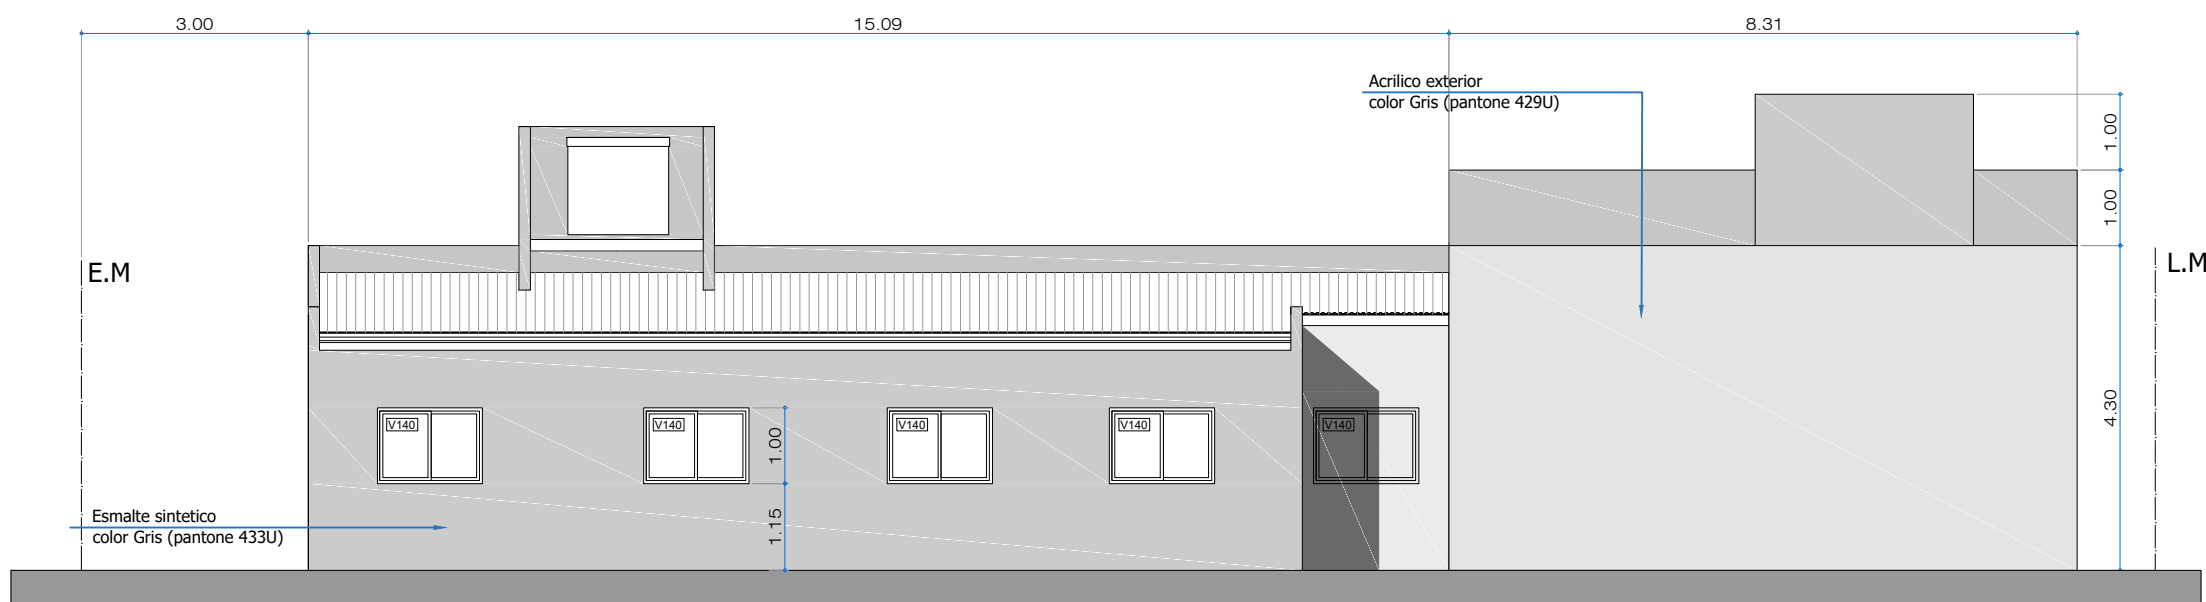 3.00
15.09
8.31
Acrilico exterior
color Gris (pantone 429U)
1.00
1.00
E.M
L.M
4.30
V140
V140
V140
V140
V140
1.00
1.15
Esmalte sintetico
color Gris (pantone 433U)